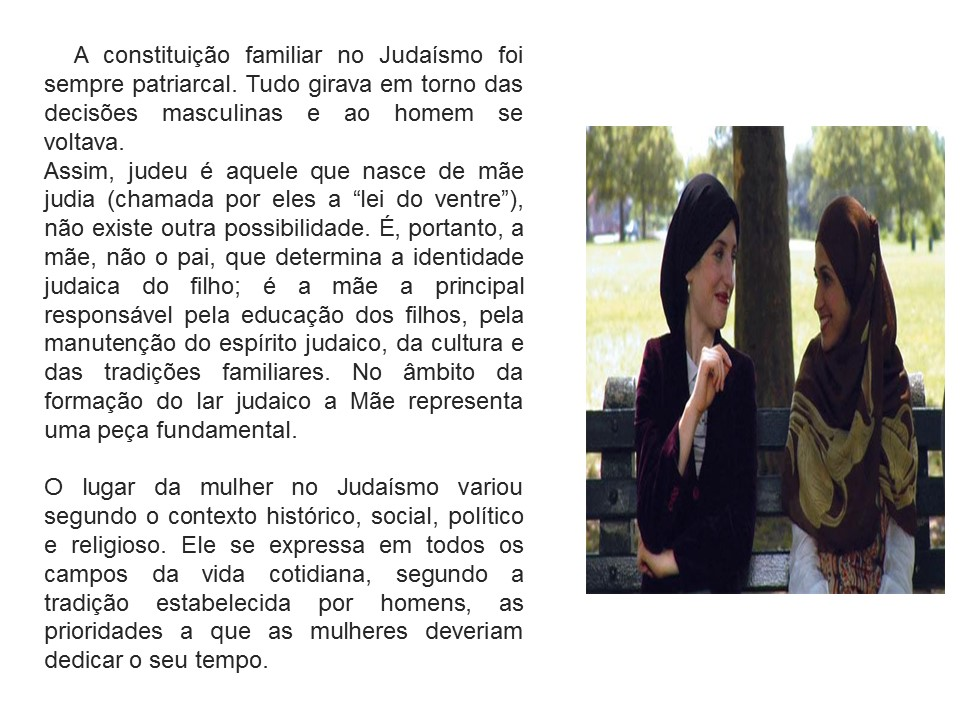 A constituição familiar no Judaísmo foi
sempre patriarcal. Tudo girava em torno das
decisões masculinas e ao homem se
voltava.
Assim, judeu é aquele que nasce de mãe
judia (chamada por eles a “lei do ventre”),
não existe outra possibilidade. É, portanto, a
mãe, não o pai, que determina a identidade
judaica do filho; é a mãe a principal
responsável pela educação dos filhos, pela
manutenção do espírito judaico, da cultura e
das tradições familiares. No âmbito da
formação do lar judaico a Mãe representa
uma peça fundamental.
O lugar da mulher no Judaísmo variou
segundo o contexto histórico, social, político
e religioso. Ele se expressa em todos os
campos da vida cotidiana, segundo a
tradição estabelecida por homens, as
prioridades a que as mulheres deveriam
dedicar o seu tempo.